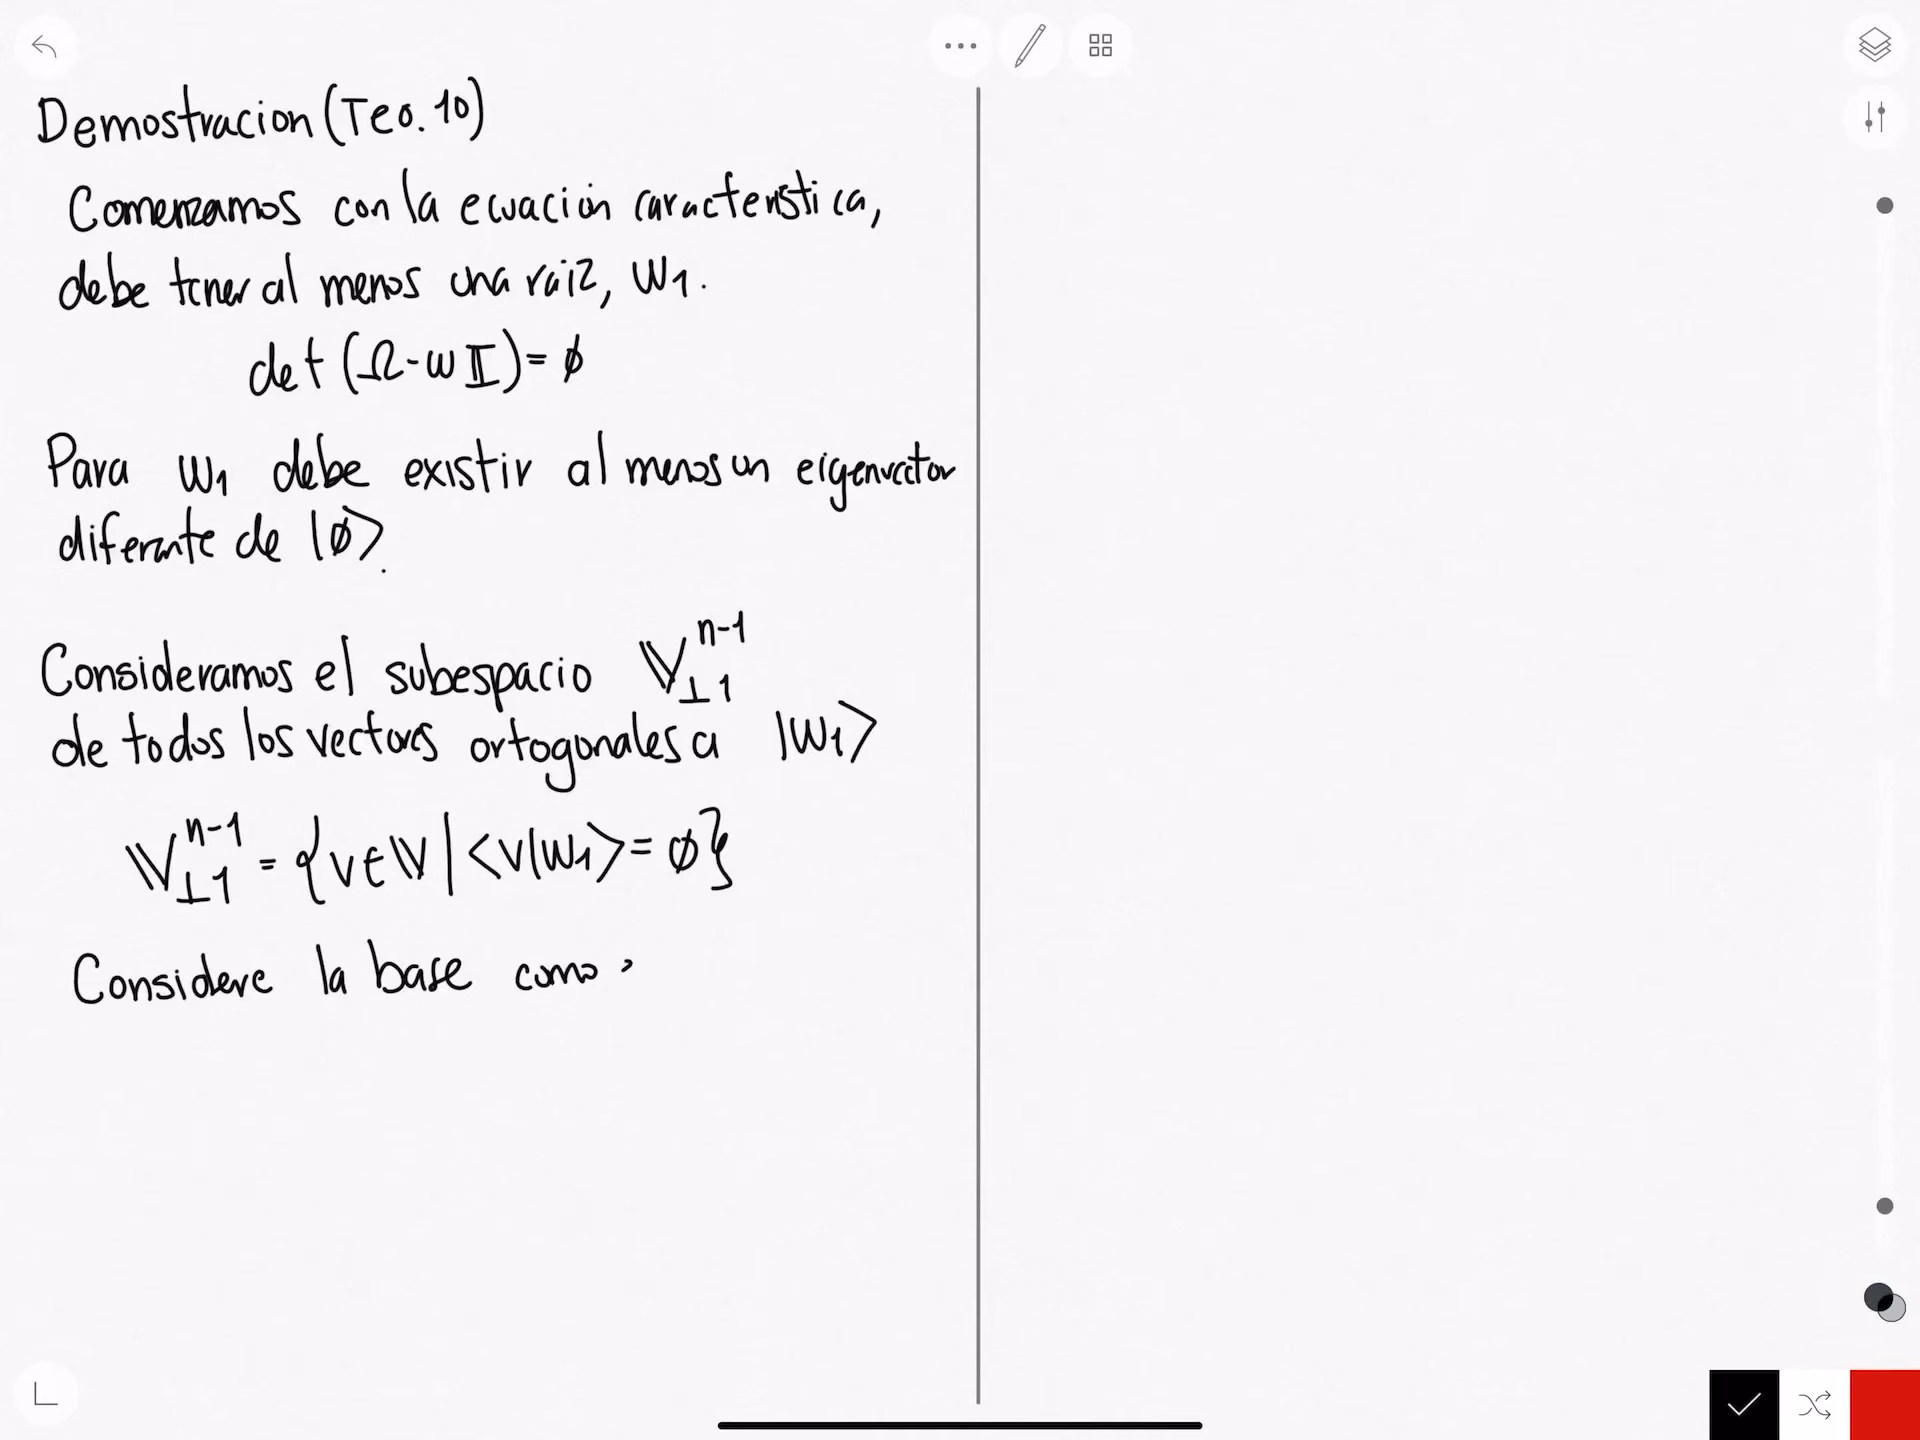 Demostracion (Teo. 10)
Comenzamos con la ecuación característica,
debe tener al menos una raiz, ω1.
det (Ω-ωII)=ø
Para ω1 debe existir al menos un eigenvector
diferente de |ø>.
Consideramos el subespacio 𝕍⊥1^n-1
de todos los vectores ortogonales a |ω1>
𝕍⊥1^n-1 = {v∈𝕍|<v|ω1>=ø}
Considere la base como